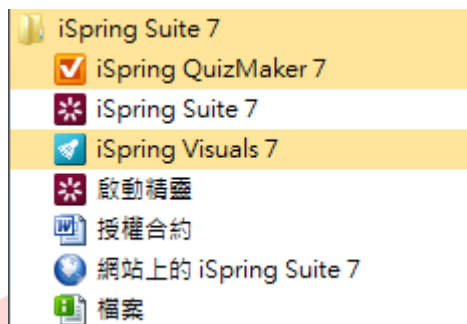 iSpring Suite 7
iSpring QuizMaker 7
iSpring Suite 7
iSpring Visuals 7
啟動精靈
授權合約
網站上的 iSpring Suite 7
檔案